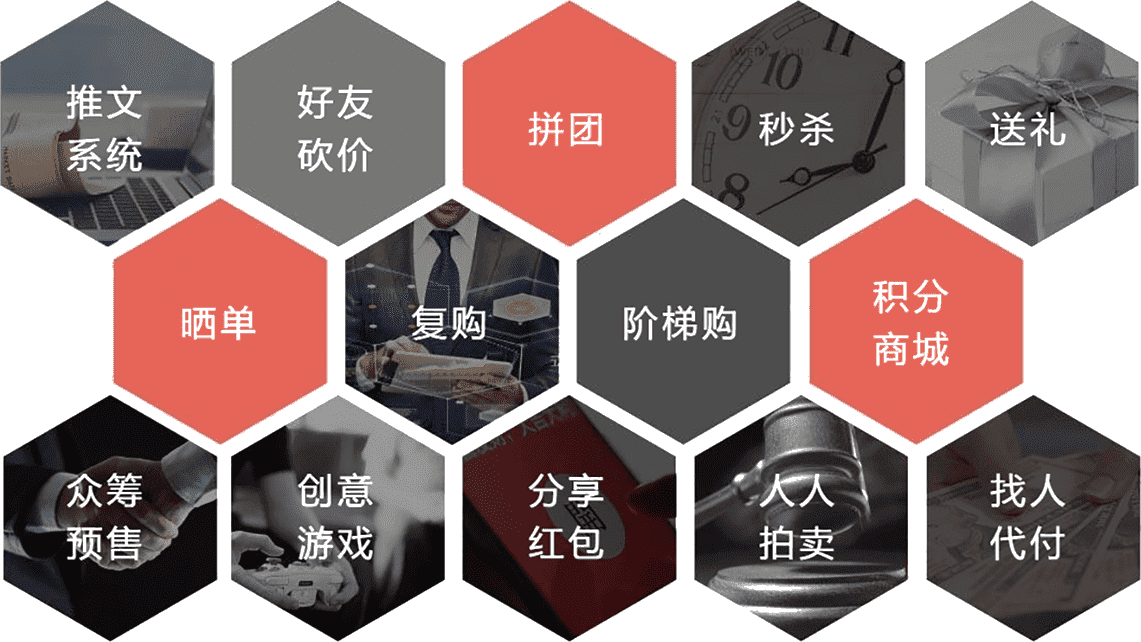 推文
系统
好友
砍价
拼团
秒杀
送礼
晒单
复购
阶梯购
积分
商城
众筹
预售
创意
游戏
分享
红包
人人
拍卖
找人
代付